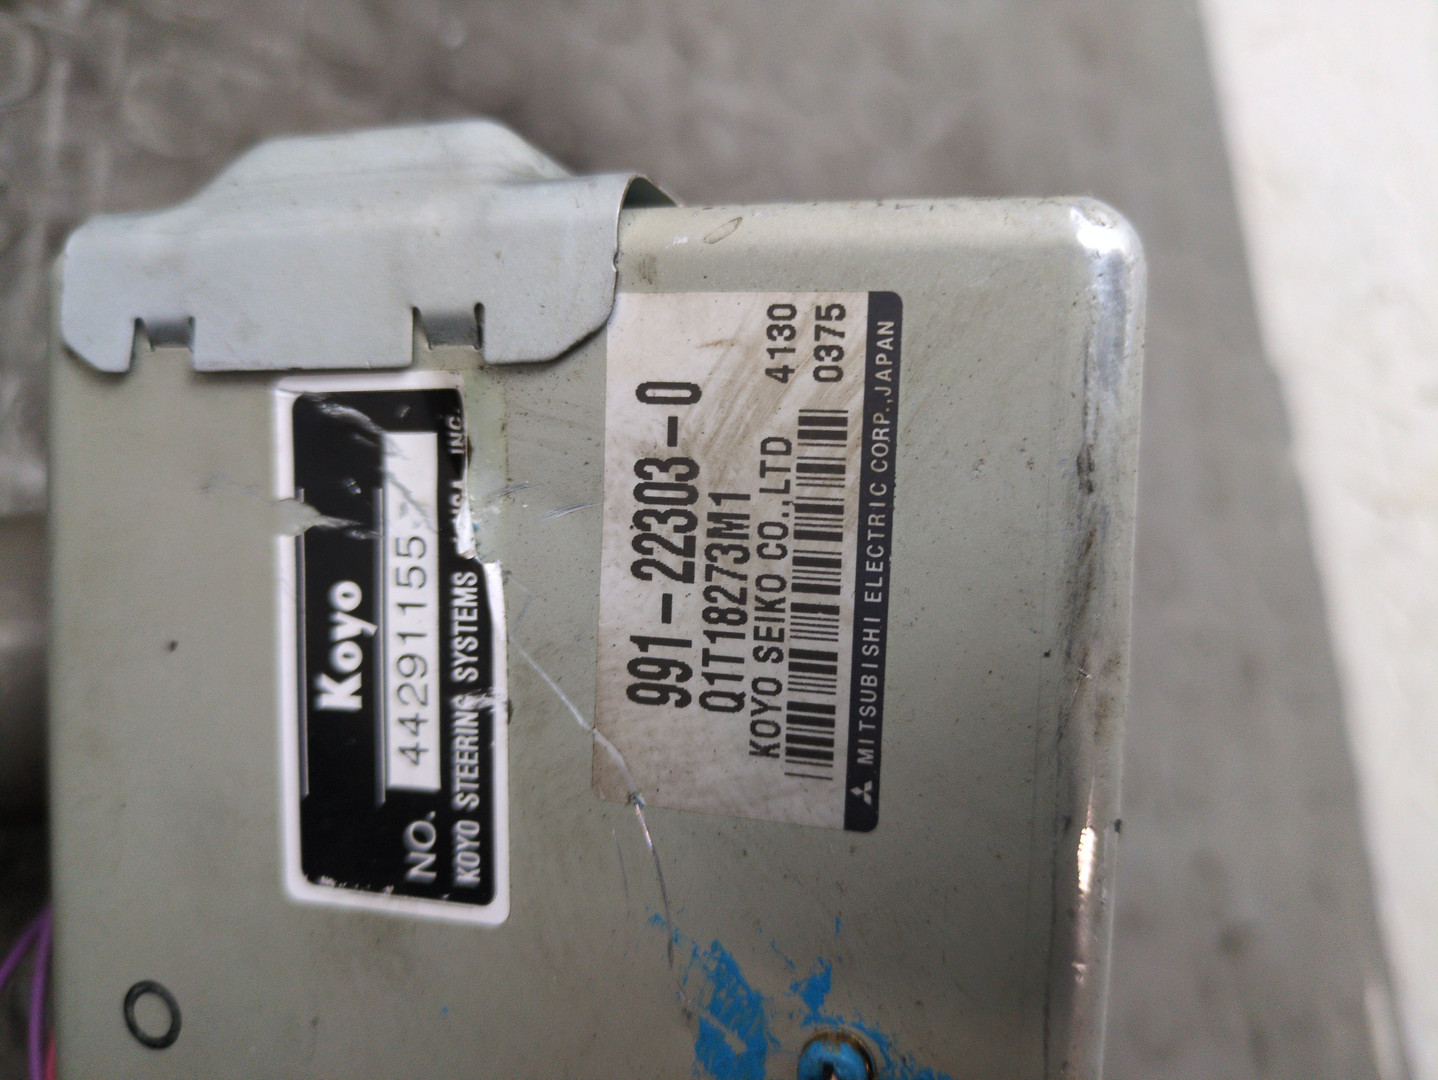 Koyo
NO. 44291155
KOYO STEERING SYSTEMS INC.
991-22303-0
Q1T18273M1 4130
KOYO SEIKO CO.,LTD 0375
MITSUBISHI ELECTRIC CORP.,JAPAN